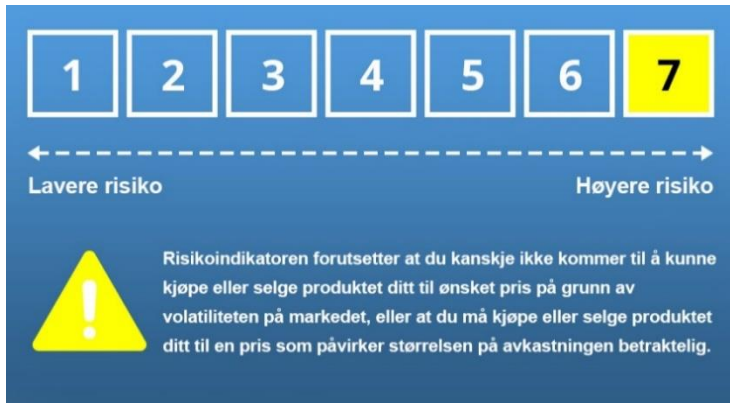 1 2 3 4 5 6 7
Lavere risiko Høyere risiko
!
Risikoindikatoren forutsetter at du kanskje ikke kommer til å kunne
kjøpe eller selge produktet ditt til ønsket pris på grunn av
volatiliteten på markedet, eller at du må kjøpe eller selge produktet
ditt til en pris som påvirker størrelsen på avkastningen betraktelig.